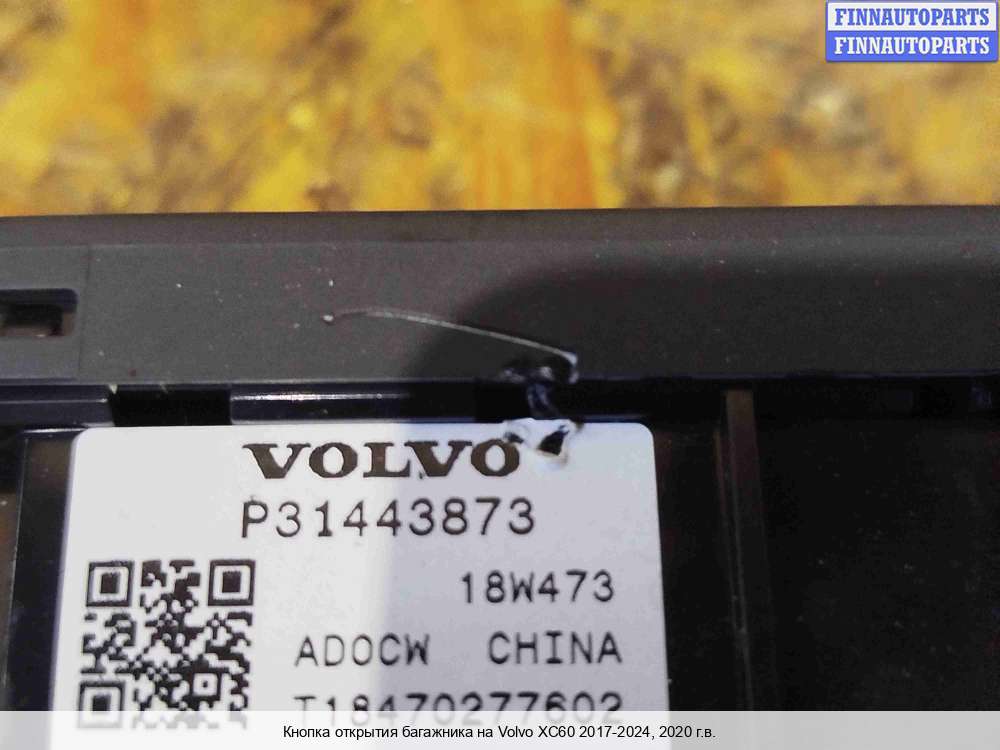 FINNAUTOPARTS
FINNAUTOPARTS
VOLVO
P31443873
18W473
ADOCW CHINA
T18470277602
Кнопка открытия багажника на Volvo XC60 2017-2024, 2020 г.в.